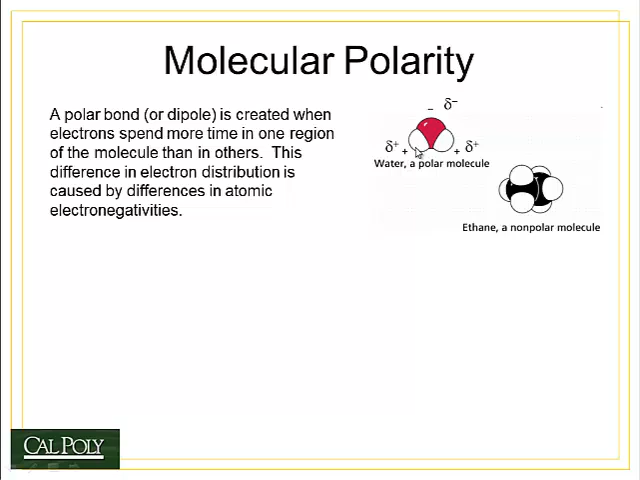 Molecular Polarity
A polar bond (or dipole) is created when
electrons spend more time in one region
of the molecule than in others.  This
difference in electron distribution is
caused by differences in atomic
electronegativities.
− δ−
δ+ + + δ+
Water, a polar molecule
Ethane, a nonpolar molecule
CAL POLY